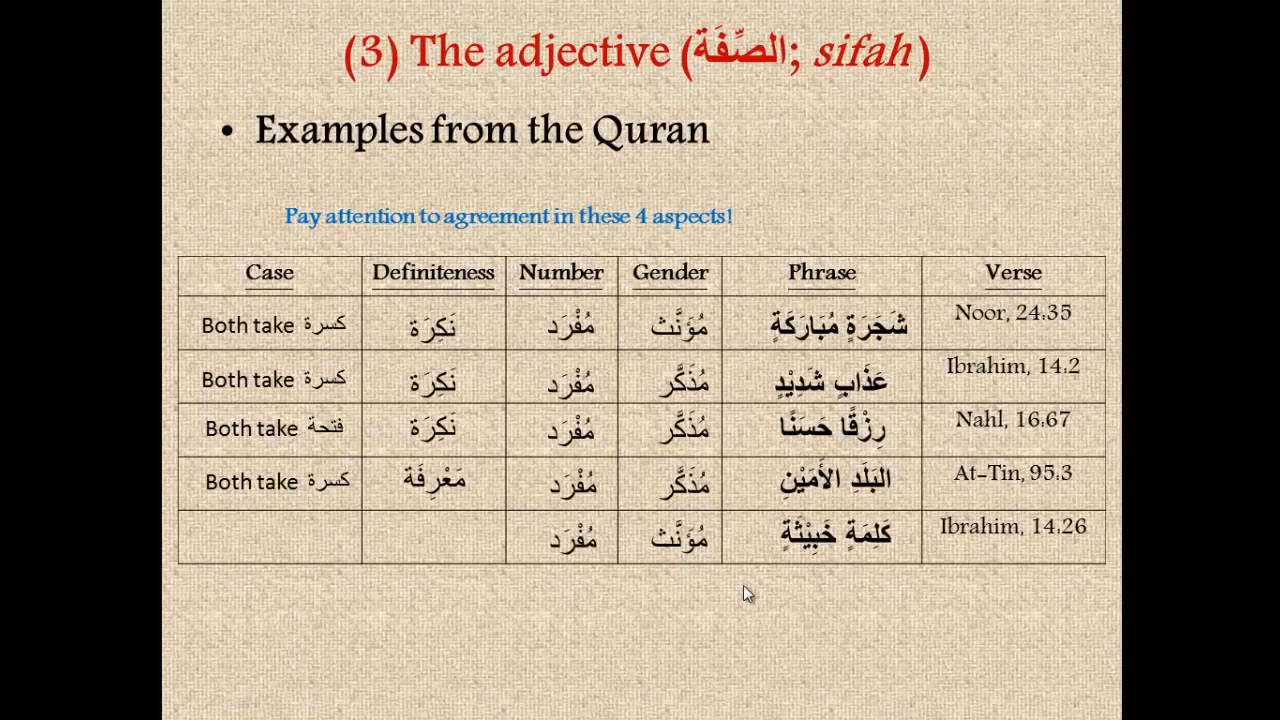 (3) The adjective (الصِّفَة; sifah)
• Examples from the Quran
Pay attention to agreement in these 4 aspects!
Case Definiteness Number Gender Phrase Verse
Both take كسرة نَكِرَة مُفْرَد مُؤَنَّث شَجَرَةٍ مُبَارَكَةٍ Noor, 24:35
Both take كسرة نَكِرَة مُفْرَد مُذَكَّر عَذَابٍ شَدِيْدٍ Ibrahim, 14:2
Both take فتحة نَكِرَة مُفْرَد مُذَكَّر رِزْقًا حَسَنًا Nahl, 16:67
Both take كسرة مَعْرِفَة مُفْرَد مُذَكَّر البَلَدِ الأَمَيْنِ At-Tin, 95:3
مُفْرَد مُؤَنَّث كَلِمَةٍ خَبِيْثَةٍ Ibrahim, 14:26